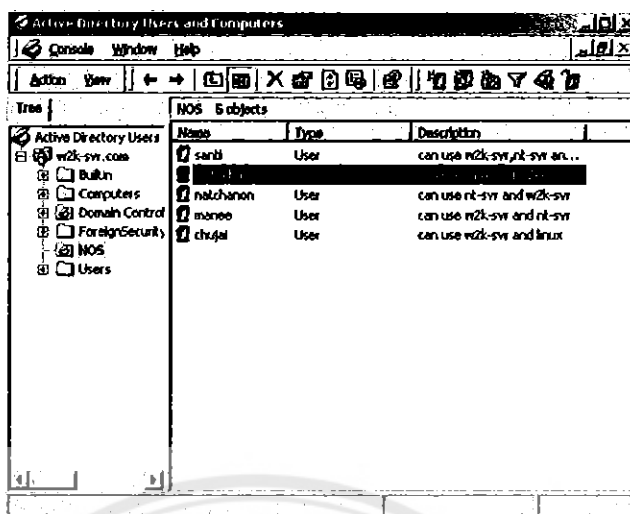 Active Directory Users and Computers
Console Window Help
Action View
Tree
NOS 6 objects
Active Directory Users
w2k-svr.com
Builtin
Computers
Domain Control
ForeignSecurity
NOS
Users
Name Type Description
santi User can use w2k-svr,nt-svr an...
natchanon User can use nt-svr and w2k-svr
manee User can use w2k-svr and nt-svr
chujai User can use w2k-svr and linux